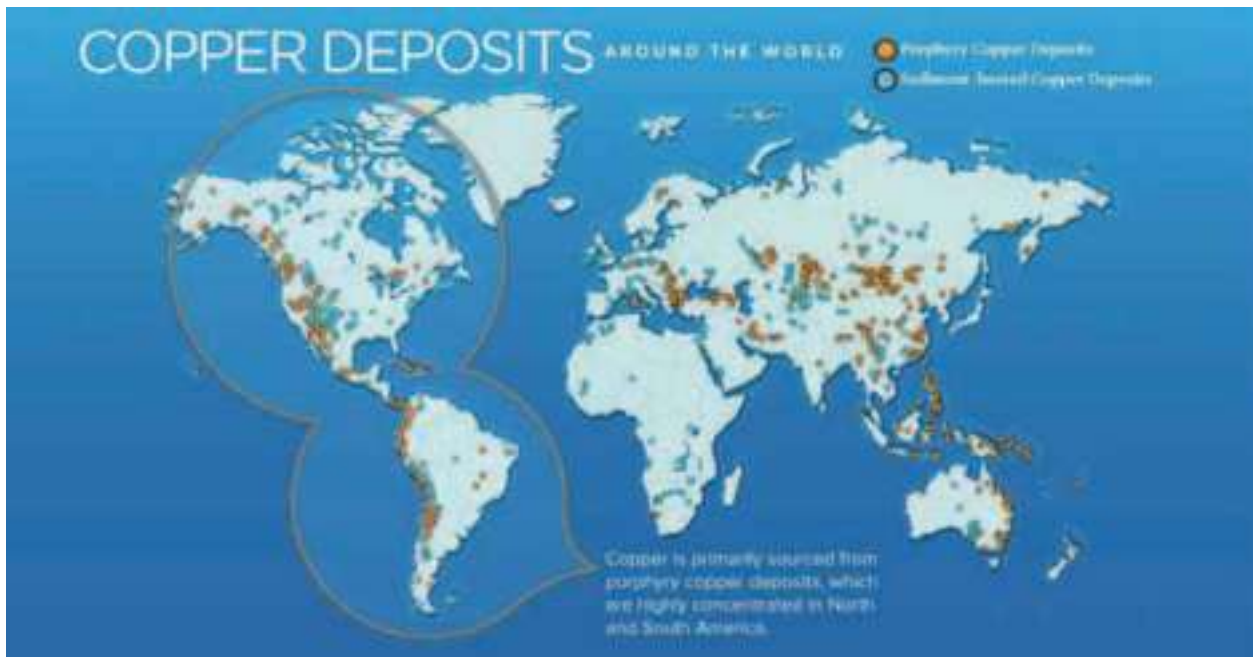 COPPER DEPOSITS AROUND THE WORLD
Porphyry Copper Deposits
Sediment-hosted Copper Deposits
Copper is primarily sourced from
porphyry copper deposits, which
are highly concentrated in North
and South America.